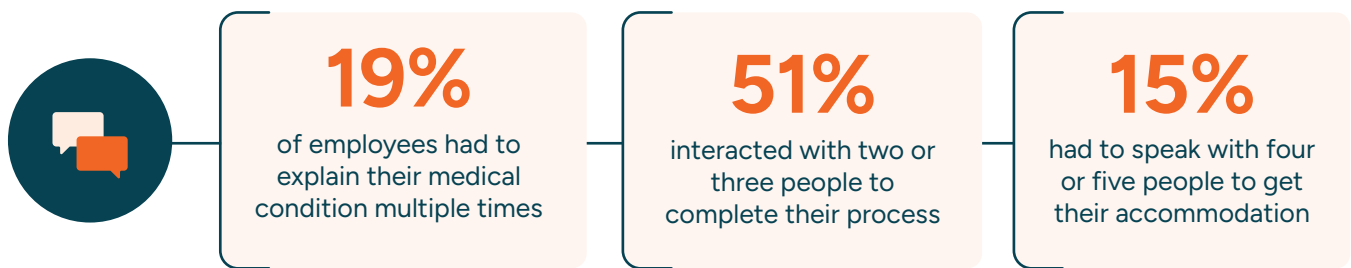 19%
of employees had to
explain their medical
condition multiple times
51%
interacted with two or
three people to
complete their process
15%
had to speak with four
or five people to get
their accommodation